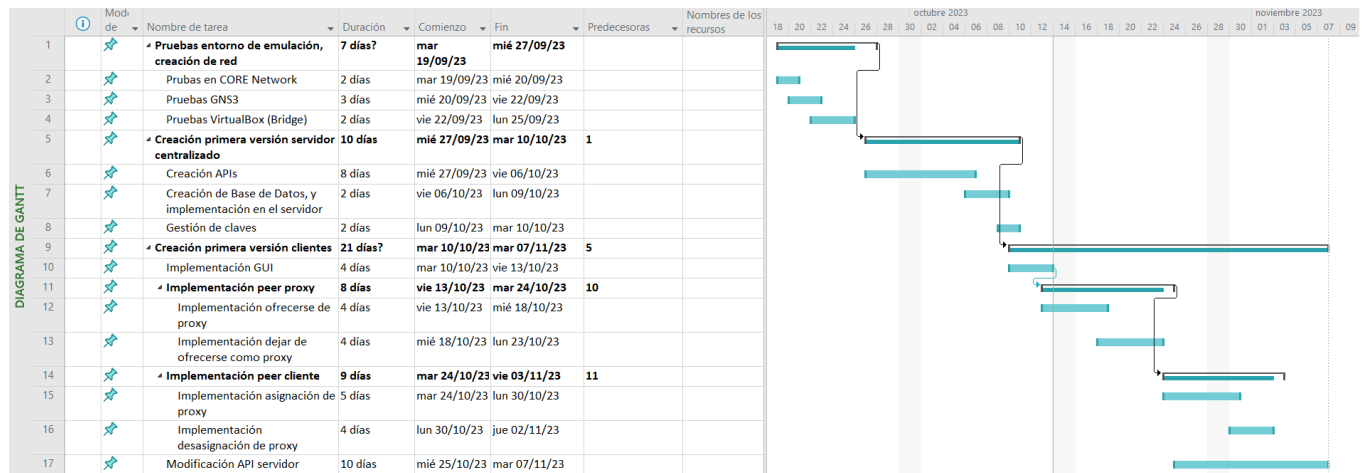 DIAGRAMA DE GANTT
Modo de
Nombre de tarea
Duración
Comienzo
Fin
Predecesoras
Nombres de los recursos
octubre 2023
noviembre 2023
18 20 22 24 26 28 30 02 04 06 08 10 12 14 16 18 20 22 24 26 28 30 01 03 05 07 09
1 Pruebas entorno de emulación, creación de red 7 días? mar 19/09/23 mié 27/09/23
2 Prubas en CORE Network 2 días mar 19/09/23 mié 20/09/23
3 Pruebas GNS3 3 días mié 20/09/23 vie 22/09/23
4 Pruebas VirtualBox (Bridge) 2 días vie 22/09/23 lun 25/09/23
5 Creación primera versión servidor centralizado 10 días mié 27/09/23 mar 10/10/23 1
6 Creación APIs 8 días mié 27/09/23 vie 06/10/23
7 Creación de Base de Datos, y implementación en el servidor 2 días vie 06/10/23 lun 09/10/23
8 Gestión de claves 2 días lun 09/10/23 mar 10/10/23
9 Creación primera versión clientes 21 días? mar 10/10/23 mar 07/11/23 5
10 Implementación GUI 4 días mar 10/10/23 vie 13/10/23
11 Implementación peer proxy 8 días vie 13/10/23 mar 24/10/23 10
12 Implementación ofrecerse de proxy 4 días vie 13/10/23 mié 18/10/23
13 Implementación dejar de ofrecerse como proxy 4 días mié 18/10/23 lun 23/10/23
14 Implementación peer cliente 9 días mar 24/10/23 vie 03/11/23 11
15 Implementación asignación de proxy 5 días mar 24/10/23 lun 30/10/23
16 Implementación desasignación de proxy 4 días lun 30/10/23 jue 02/11/23
17 Modificación API servidor 10 días mié 25/10/23 mar 07/11/23